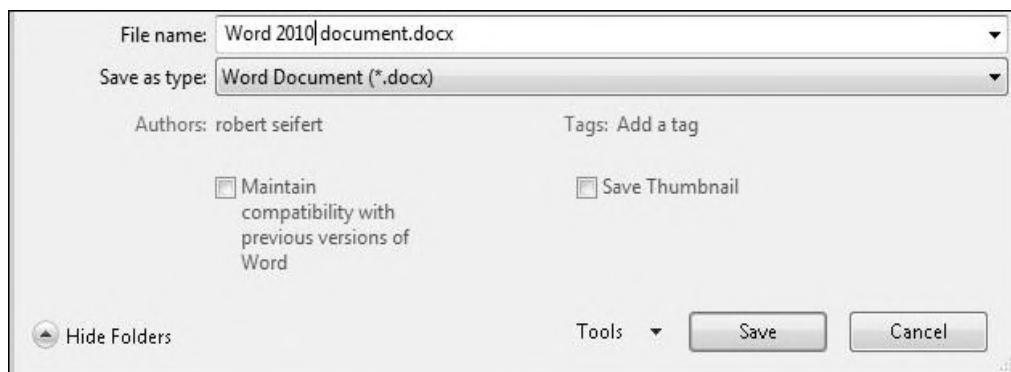 File name: Word 2010 document.docx
Save as type: Word Document (*.docx)
Authors: robert seifert Tags: Add a tag
Maintain Save Thumbnail
compatibility with
previous versions of
Word
Hide Folders Tools Save Cancel